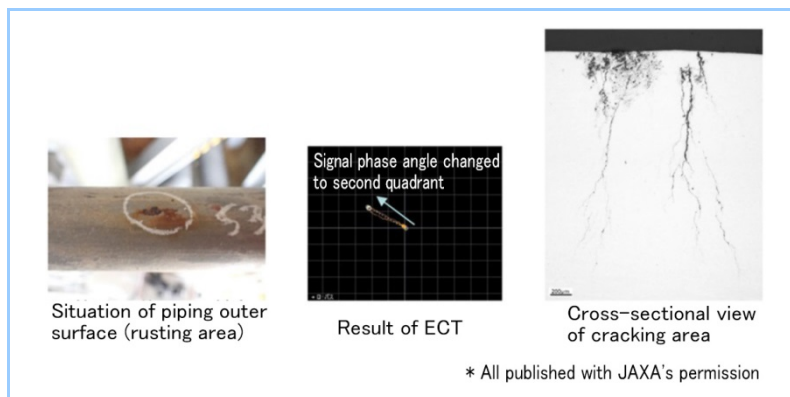 Signal phase angle changed
to second quadrant
200μm
Situation of piping outer
surface (rusting area)
Result of ECT
Cross-sectional view
of cracking area
* All published with JAXA's permission